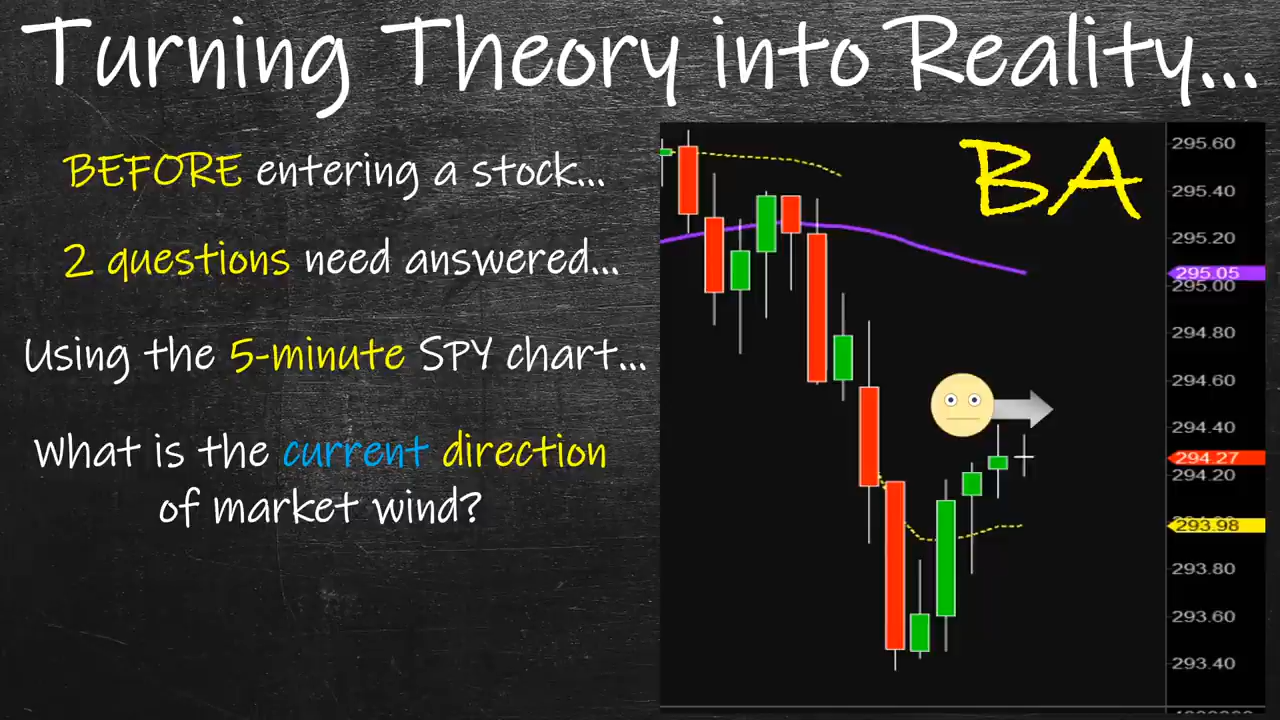 Turning Theory into Reality...
BEFORE entering a stock...
2 questions need answered...
Using the 5-minute SPY chart...
What is the current direction
of market wind?
BA
295.60
295.40
295.20
295.05
295.00
294.80
294.60
294.40
294.27
294.20
293.98
293.80
293.60
293.40